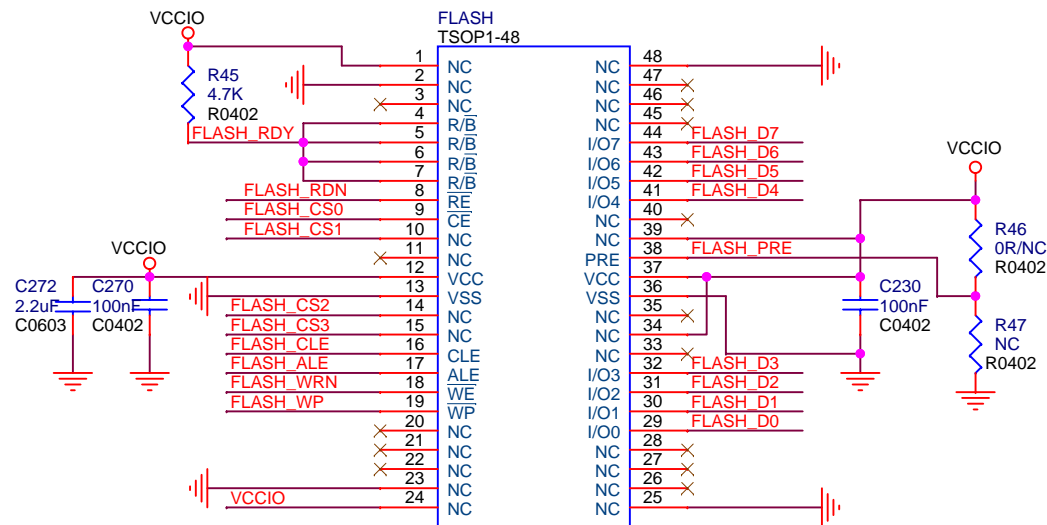 VCCIO
R45
4.7K
R0402
FLASH_RDY
FLASH
TSOP1-48
1 NC
2 NC
3 NC
4 R/B
5 R/B
6 R/B
7 R/B
FLASH_RDN 8 RE
FLASH_CS0 9 CE
FLASH_CS1 10 NC
11 NC
12 VCC
13 VSS
FLASH_CS2 14 NC
FLASH_CS3 15 NC
FLASH_CLE 16 CLE
FLASH_ALE 17 ALE
FLASH_WRN 18 WE
FLASH_WP 19 WP
20 NC
21 NC
22 NC
23 NC
VCCIO 24 NC
VCCIO
C272
2.2uF
C0603
C270
100nF
C0402
NC 48
NC 47
NC 46
NC 45
I/O7 44 FLASH_D7
I/O6 43 FLASH_D6
I/O5 42 FLASH_D5
I/O4 41 FLASH_D4
NC 40
NC 39
PRE 38 FLASH_PRE
VCC 37
VSS 36
NC 35
NC 34
NC 33
I/O3 32 FLASH_D3
I/O2 31 FLASH_D2
I/O1 30 FLASH_D1
I/O0 29 FLASH_D0
NC 28
NC 27
NC 26
NC 25
VCCIO
R46
0R/NC
R0402
C230
100nF
C0402
R47
NC
R0402